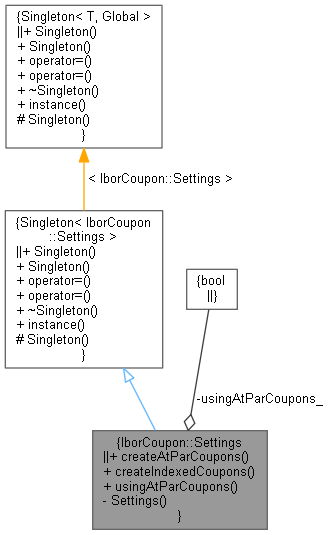 {Singleton< T, Global >
||+ Singleton()
+ Singleton()
+ operator=()
+ operator=()
+ ~Singleton()
+ instance()
# Singleton()
}
< IborCoupon::Settings >
{Singleton< IborCoupon
::Settings >
||+ Singleton()
+ Singleton()
+ operator=()
+ operator=()
+ ~Singleton()
+ instance()
# Singleton()
}
{bool
||}
-usingAtParCoupons_
{IborCoupon::Settings
||+ createAtParCoupons()
+ createIndexedCoupons()
+ usingAtParCoupons()
- Settings()
}